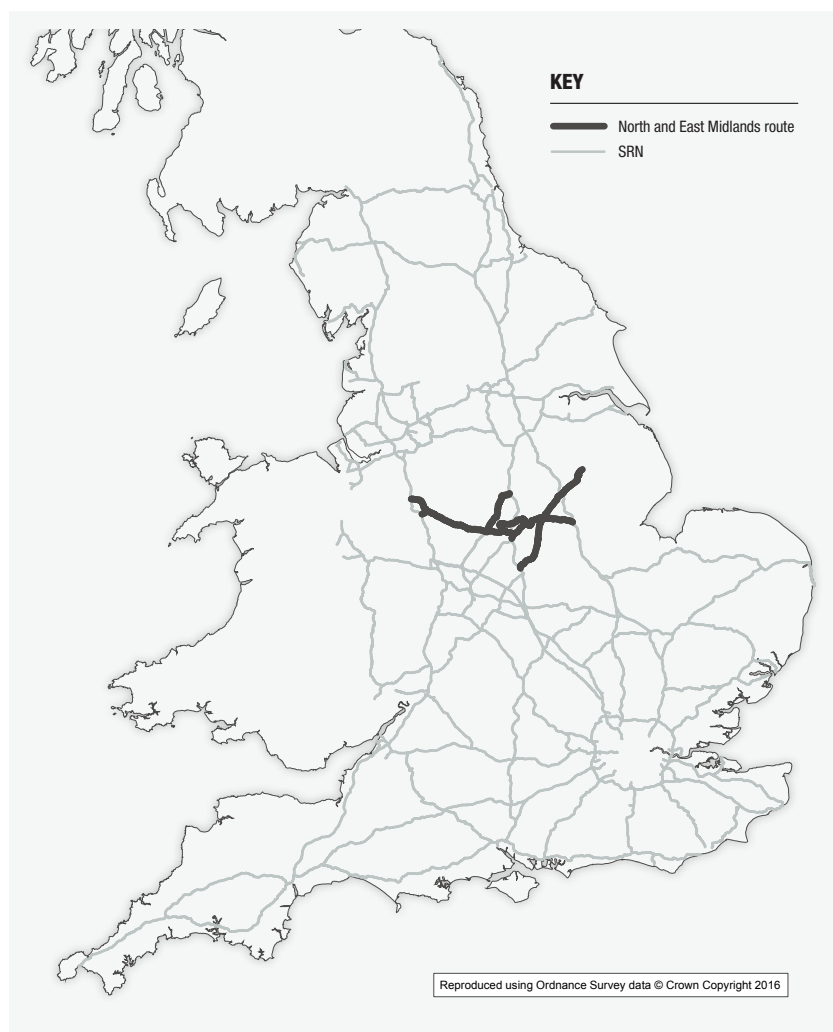 KEY
North and East Midlands route
SRN
Reproduced using Ordnance Survey data © Crown Copyright 2016